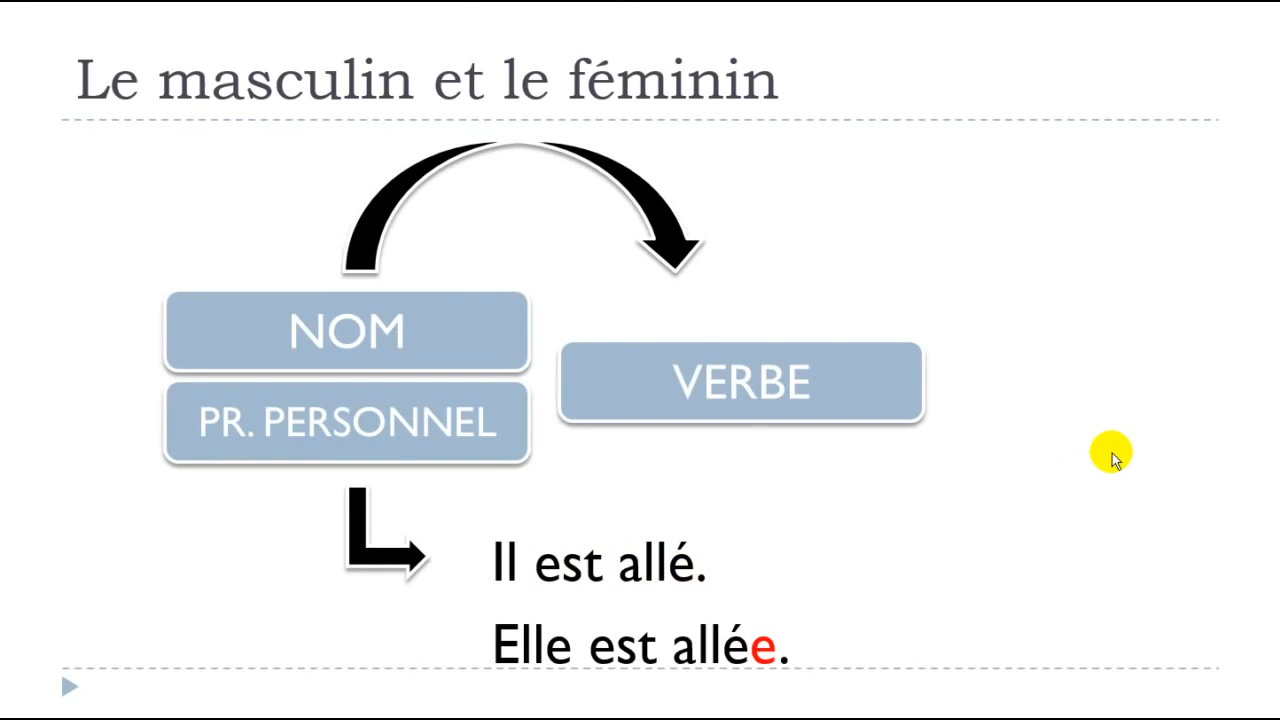 Le masculin et le féminin
NOM
PR. PERSONNEL
VERBE
Il est allé.
Elle est allée.